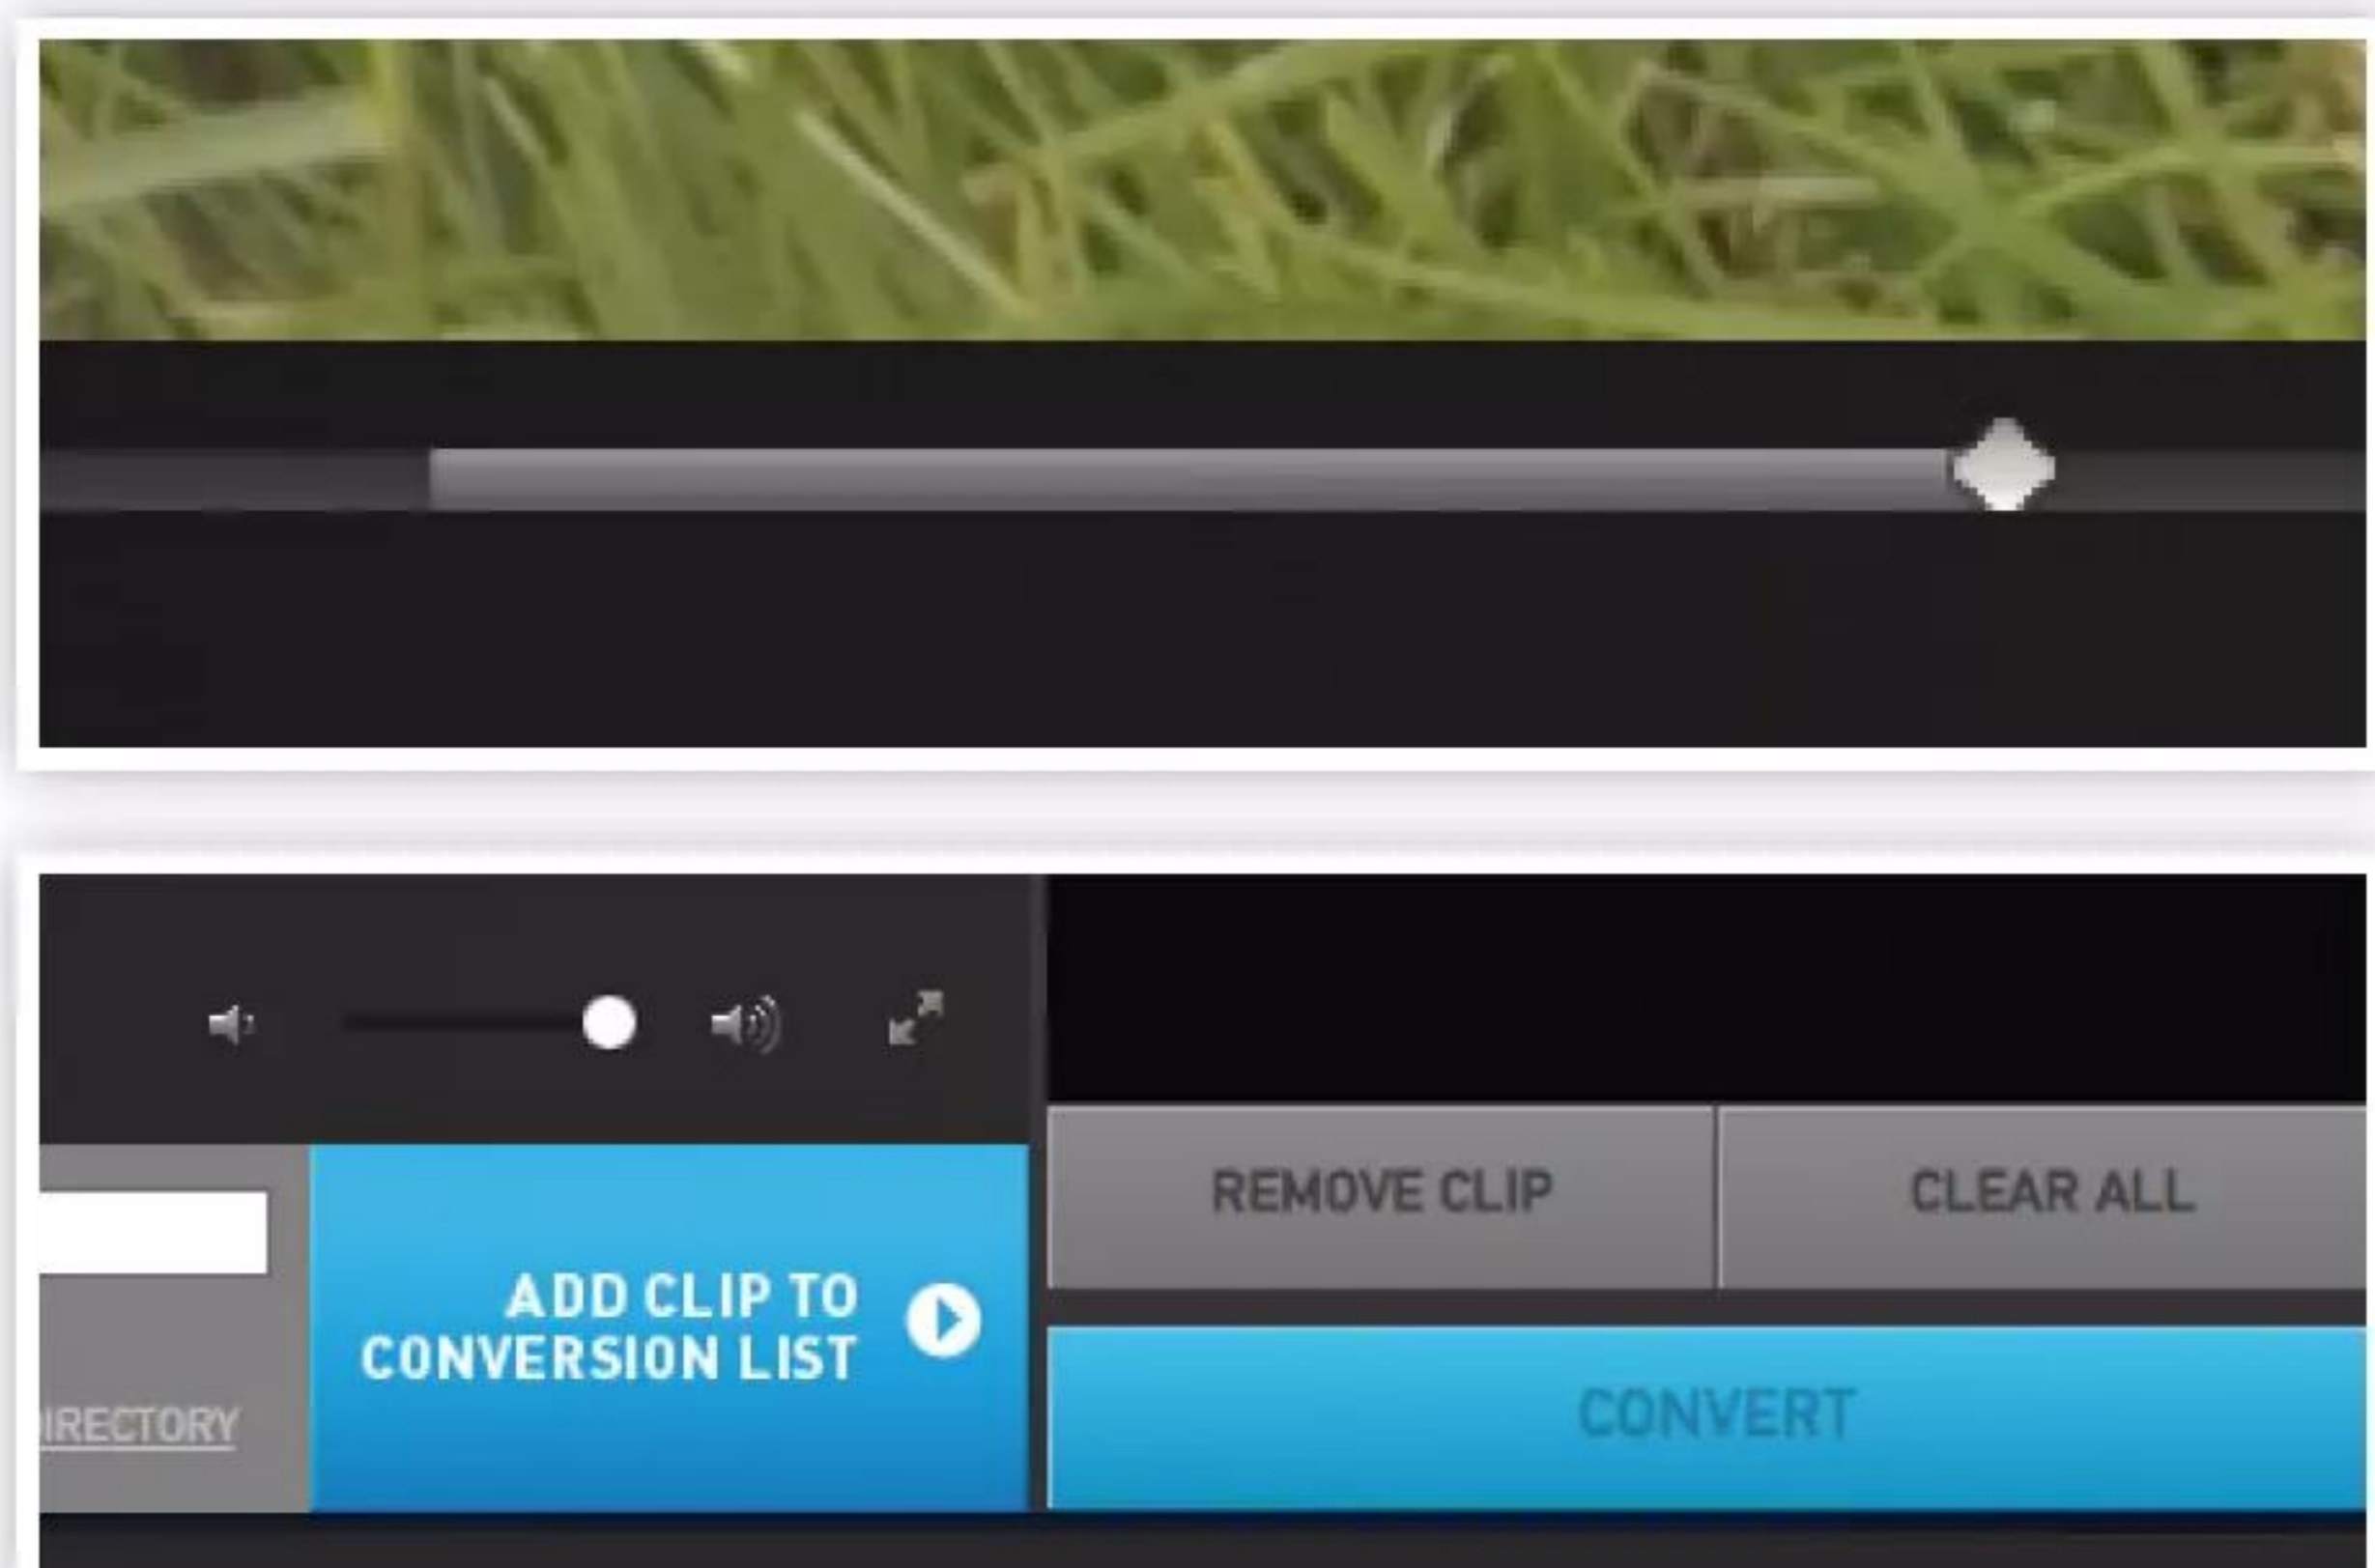 REMOVE CLIP
CLEAR ALL
ADD CLIP TO
CONVERSION LIST
CONVERT